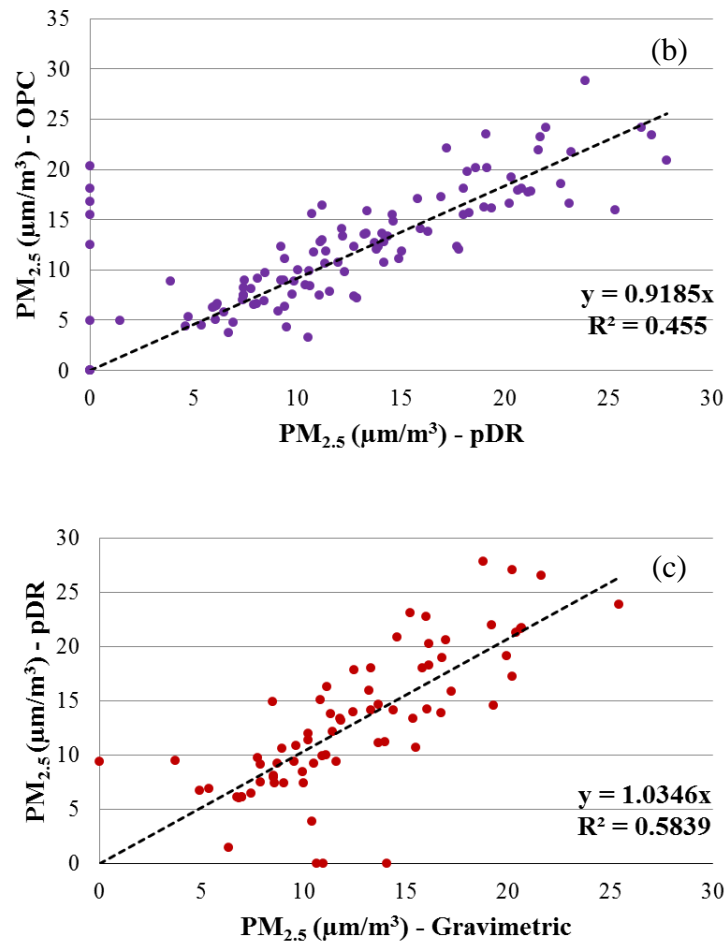 (b)
35
30
25
20
15
10
5
0
PM2.5 (µm/m³) - OPC
y = 0.9185x
R² = 0.455
0 5 10 15 20 25 30
PM2.5 (µm/m³) - pDR
(c)
30
25
20
15
10
5
0
PM2.5 (µm/m³) - pDR
y = 1.0346x
R² = 0.5839
0 5 10 15 20 25 30
PM2.5 (µm/m³) - Gravimetric